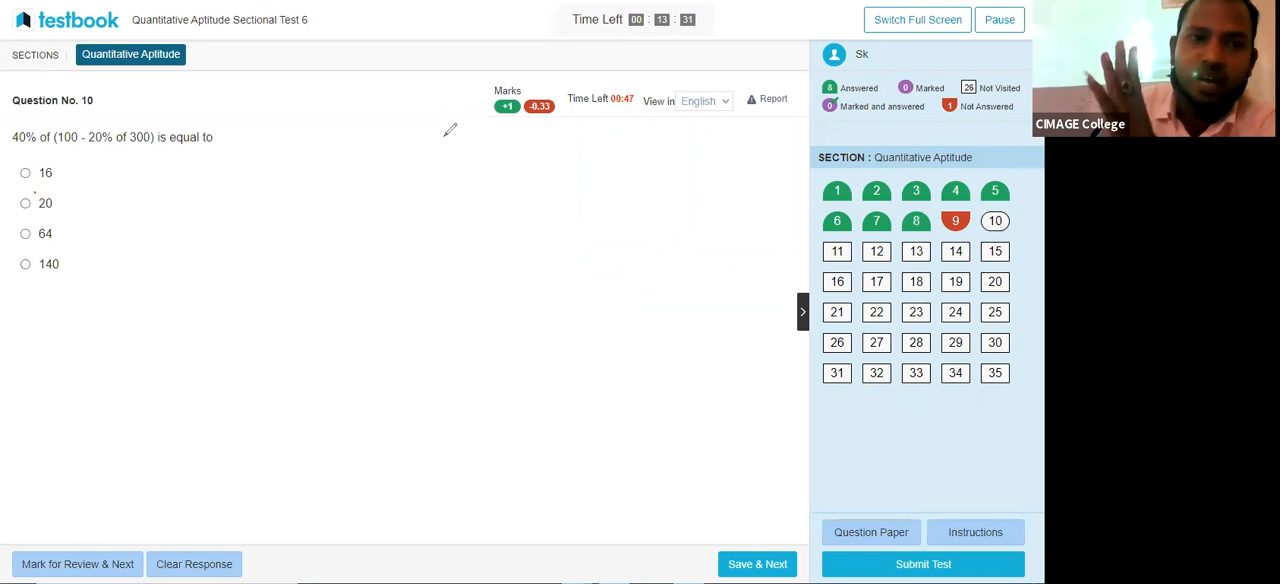 testbook
Quantitative Aptitude Sectional Test 6
Time Left 00 : 13 : 31
Switch Full Screen
Pause
SECTIONS
Quantitative Aptitude
Sk
8 Answered
0 Marked
26 Not Visited
0 Marked and answered
1 Not Answered
Question No. 10
Marks
+1 -0.33
Time Left 00:47
View in English
Report
CIMAGE College
40% of (100 - 20% of 300) is equal to
16
20
64
140
SECTION : Quantitative Aptitude
1 2 3 4 5
6 7 8 9 10
11 12 13 14 15
16 17 18 19 20
21 22 23 24 25
26 27 28 29 30
31 32 33 34 35
Question Paper
Instructions
Mark for Review & Next
Clear Response
Save & Next
Submit Test